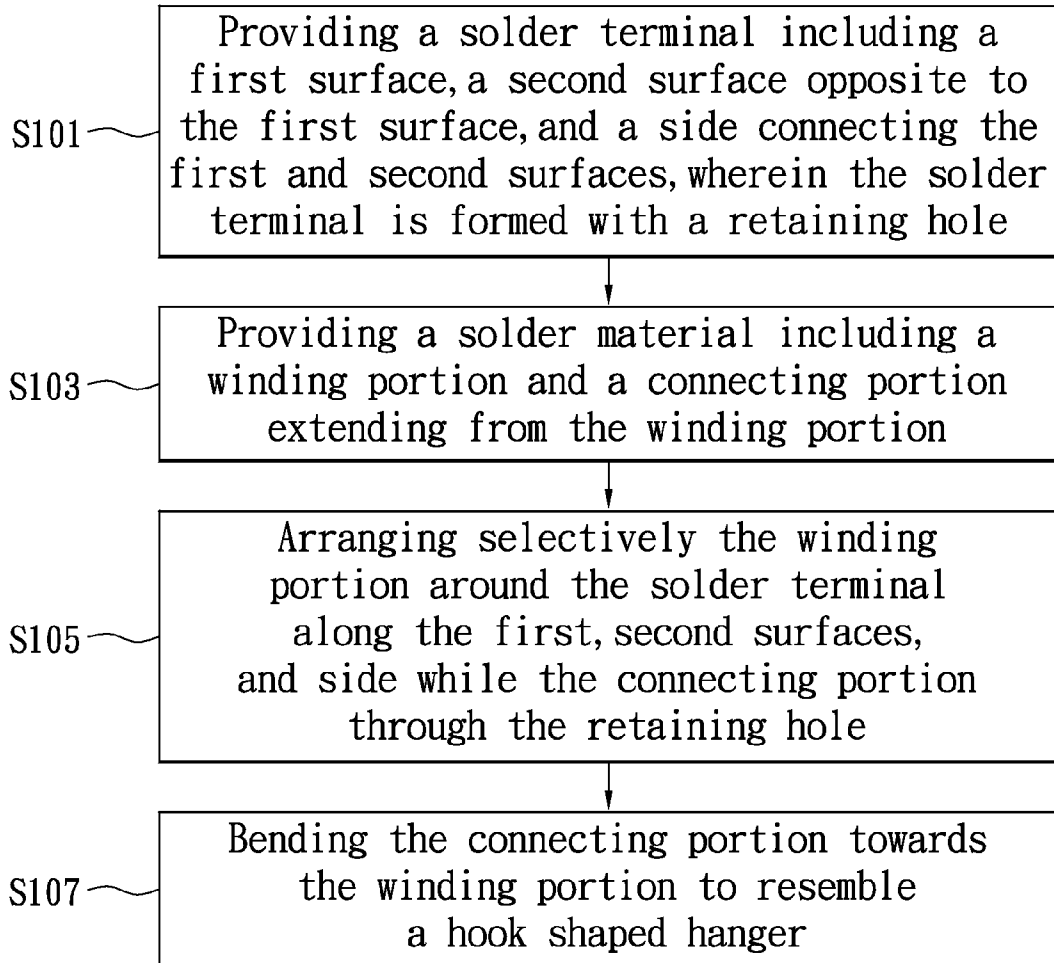 S101
Providing a solder terminal including a
first surface, a second surface opposite to
the first surface, and a side connecting the
first and second surfaces, wherein the solder
terminal is formed with a retaining hole
S103
Providing a solder material including a
winding portion and a connecting portion
extending from the winding portion
S105
Arranging selectively the winding
portion around the solder terminal
along the first, second surfaces,
and side while the connecting portion
through the retaining hole
S107
Bending the connecting portion towards
the winding portion to resemble
a hook shaped hanger